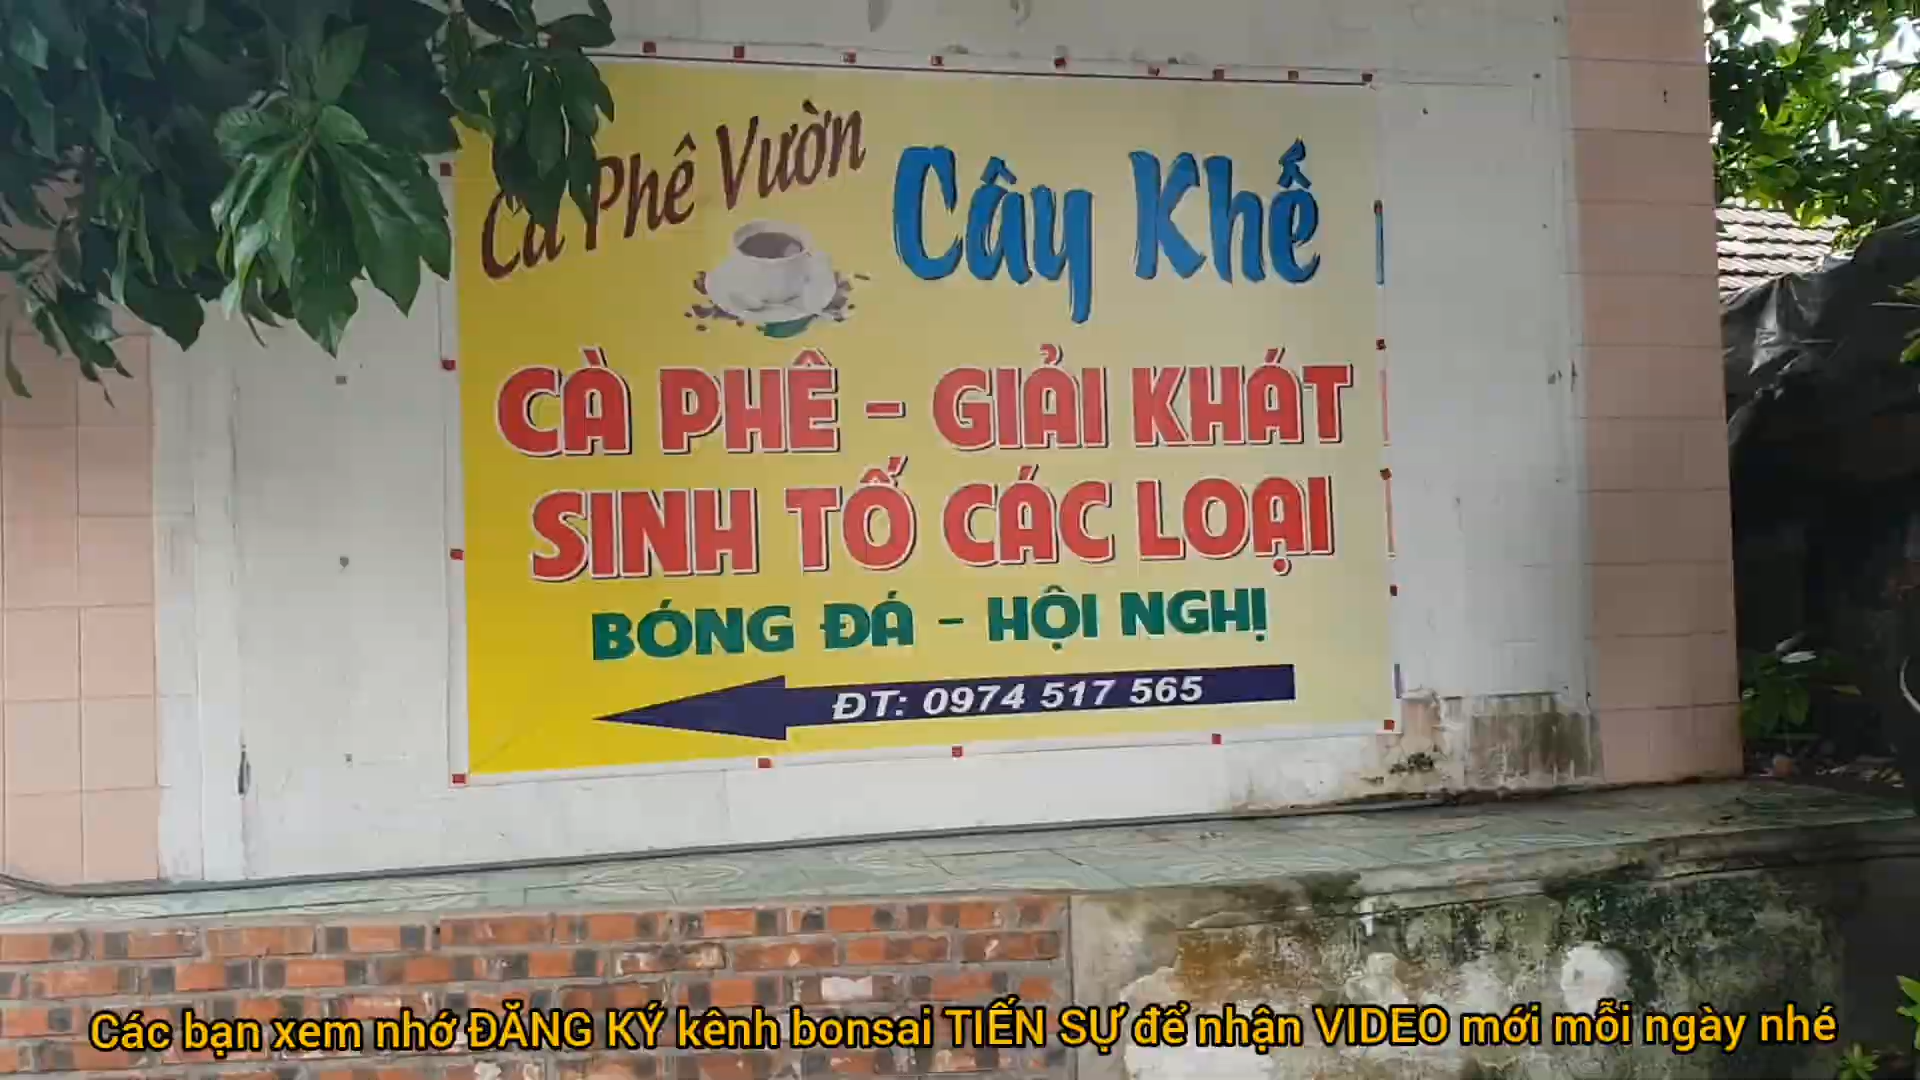 Cà Phê Vườn
Cây Khế
CÀ PHÊ - GIẢI KHÁT
SINH TỐ CÁC LOẠI
BÓNG ĐÁ - HỘI NGHỊ
ĐT: 0974 517 565
Các bạn xem nhớ ĐĂNG KÝ kênh bonsai TIẾN SỰ để nhận VIDEO mới mỗi ngày nhé